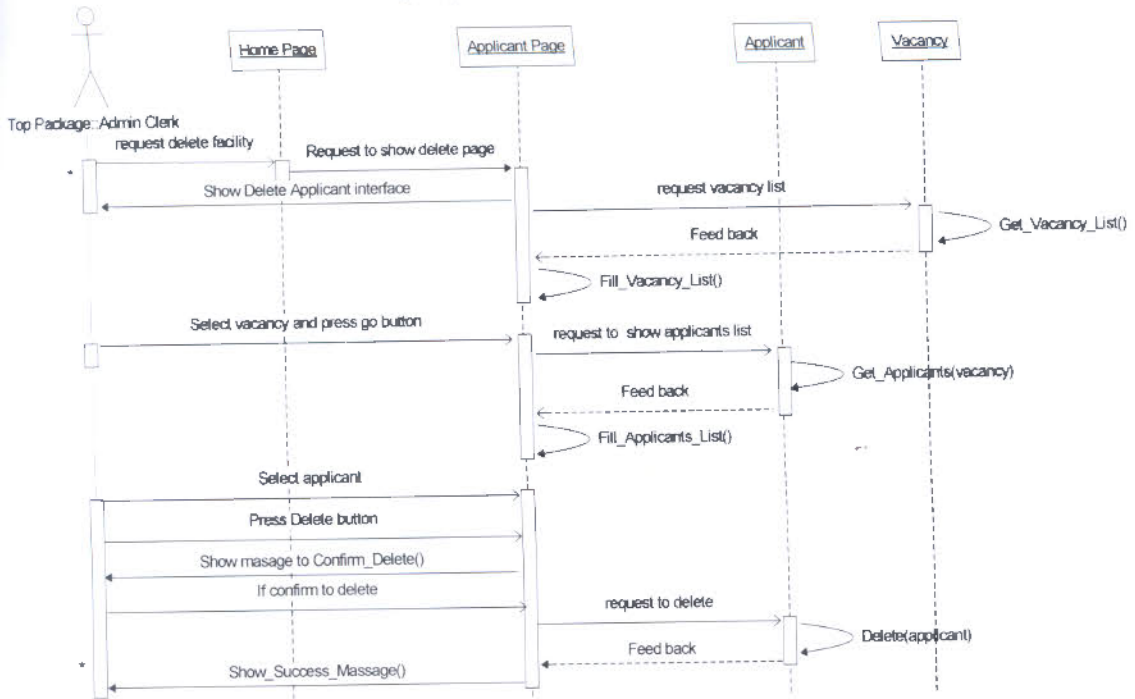 Home Page
Applicant Page
Applicant
Vacancy
Top Package::Admin Clerk
request delete facility
Request to show delete page
*
Show Delete Applicant interface
request vacancy list
Get_Vacancy_List()
Feed back
Fill_Vacancy_List()
Select vacancy and press go button
request to show applicants list
Get_Applicants(vacancy)
Feed back
Fill_Applicants_List()
Select applicant
Press Delete button
Show masage to Confirm_Delete()
If confirm to delete
request to delete
Delete(applicant)
Feed back
*
Show_Success_Massage()